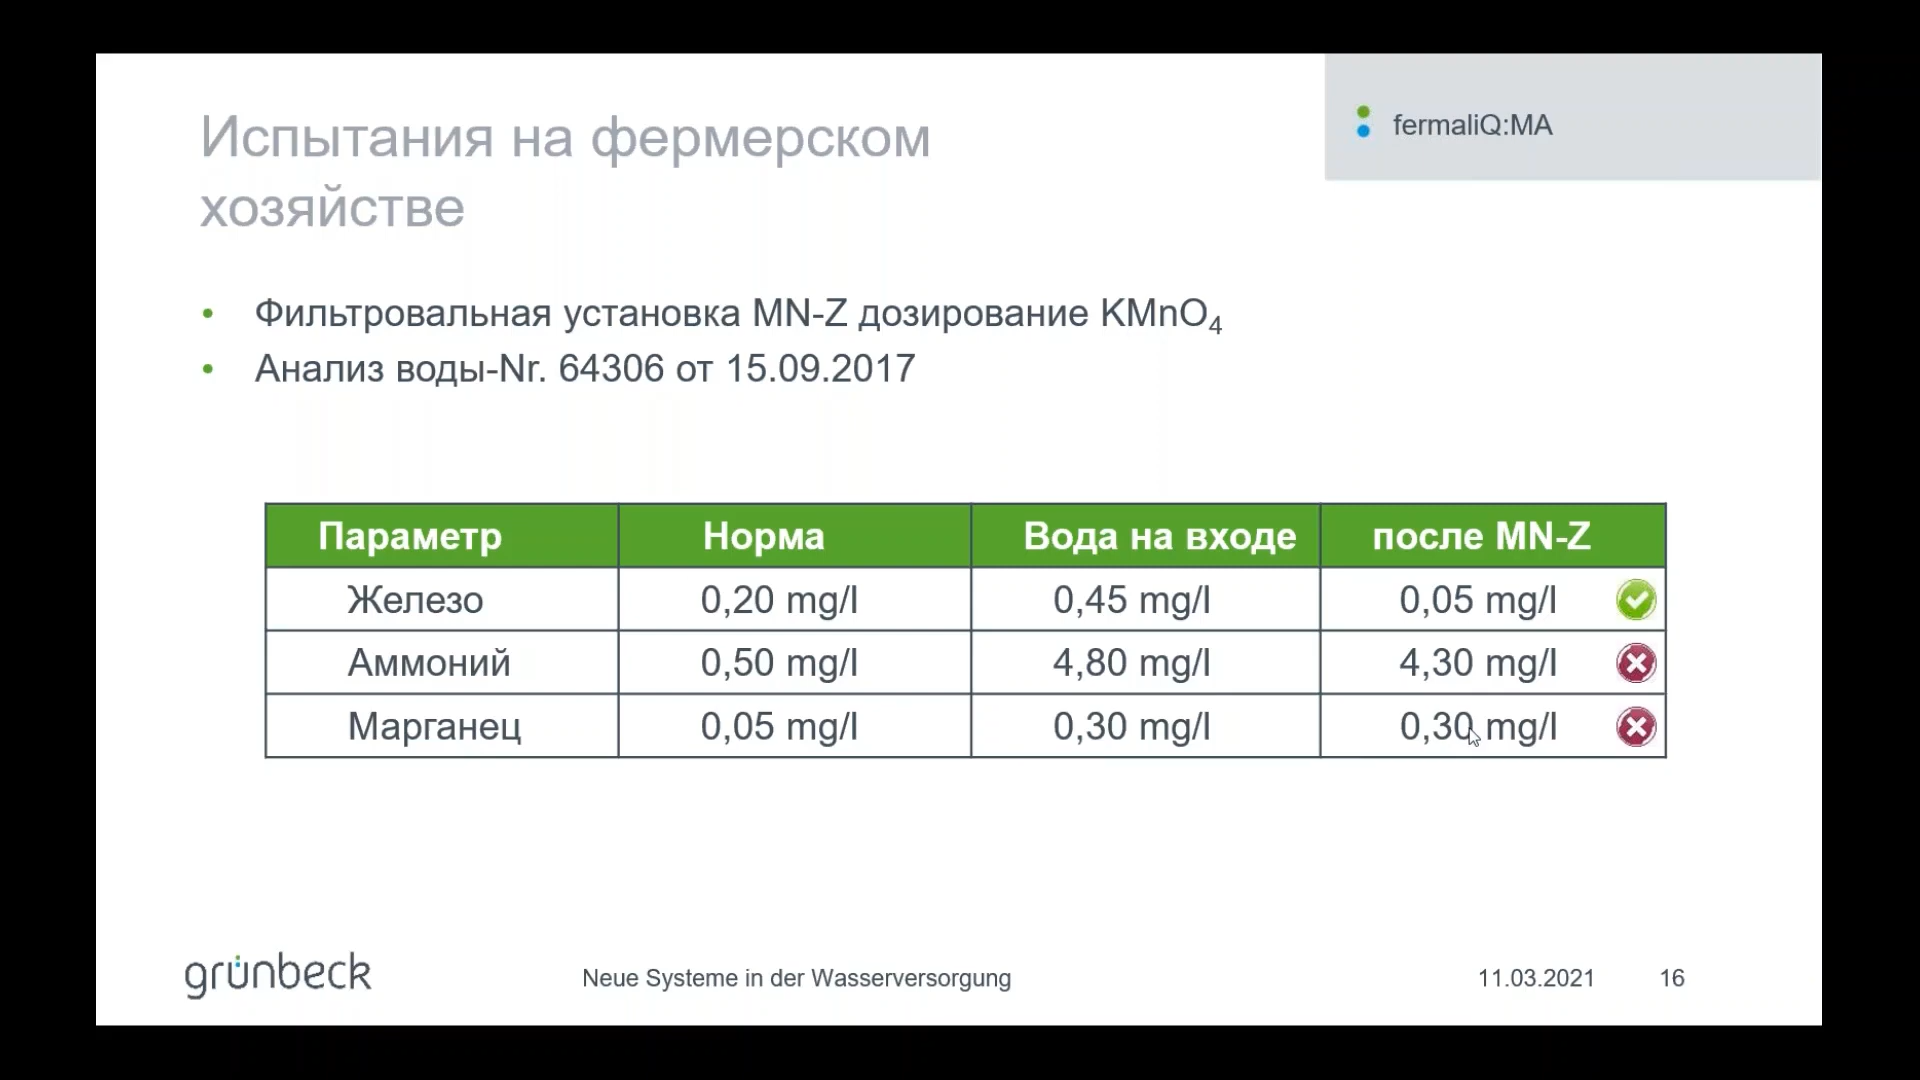 Испытания на фермерском
хозяйстве
fermaliQ:MA
• Фильтровальная установка MN-Z дозирование KMnO₄
• Анализ воды-Nr. 64306 от 15.09.2017
Параметр Норма Вода на входе после MN-Z
Железо 0,20 mg/l 0,45 mg/l 0,05 mg/l
Аммоний 0,50 mg/l 4,80 mg/l 4,30 mg/l
Марганец 0,05 mg/l 0,30 mg/l 0,30 mg/l
grünbeck Neue Systeme in der Wasserversorgung 11.03.2021 16